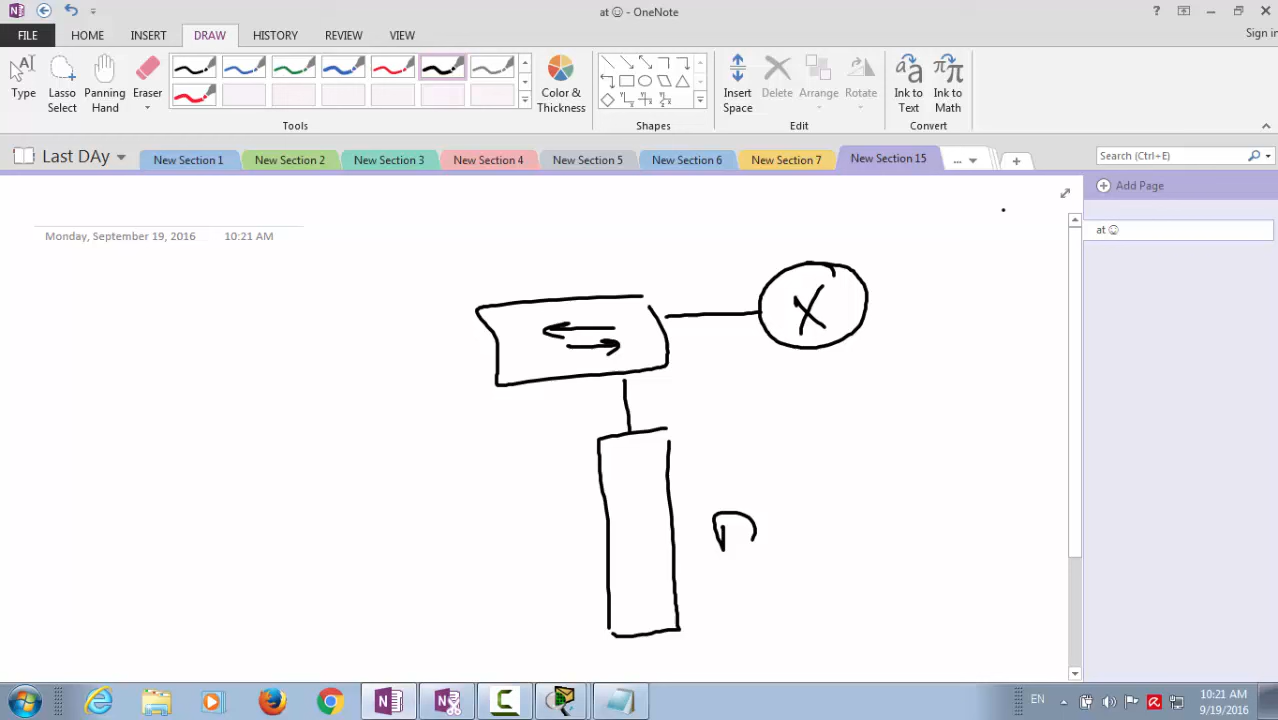 at ☺ - OneNote
?
Sign in
FILE HOME INSERT DRAW HISTORY REVIEW VIEW
Type
Lasso Select
Panning Hand
Eraser
Color & Thickness
Insert Space
Delete
Arrange
Rotate
Ink to Text
Ink to Math
Tools
Shapes
Edit
Convert
Last DAy
New Section 1
New Section 2
New Section 3
New Section 4
New Section 5
New Section 6
New Section 7
New Section 15
...
Search (Ctrl+E)
Add Page
at ☺
Monday, September 19, 2016 10:21 AM
X
EN
10:21 AM
9/19/2016